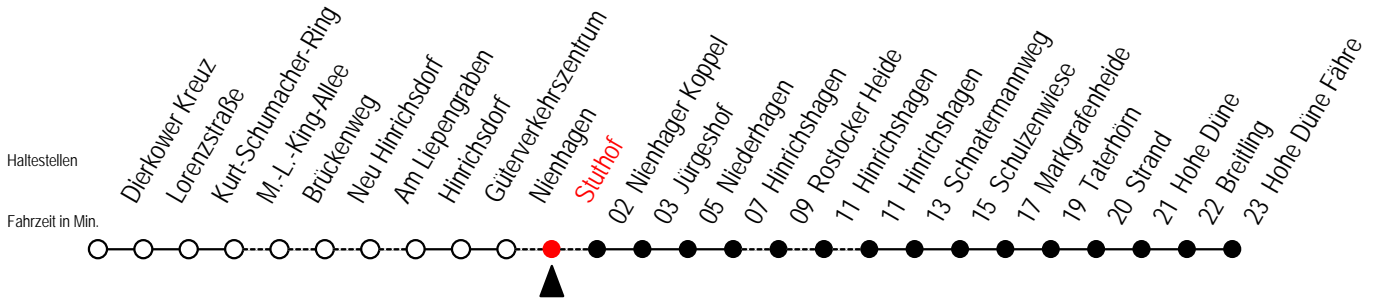 Haltestellen
Fahrzeit in Min.
Dierkower Kreuz
Lorenzstraße
Kurt-Schumacher-Ring
M.-L.-King-Allee
Brückenweg
Neu Hinrichsdorf
Am Liepengraben
Hinrichsdorf
Güterverkehrszentrum
Nienhagen
Stuthof
02 Nienhager Koppel
03 Jürgeshof
05 Niederhagen
07 Hinrichshagen
09 Rostocker Heide
11 Hinrichshagen
11 Hinrichshagen
13 Schnatermannweg
15 Schulzenwiese
17 Markgrafenheide
19 Taterhörn
20 Strand
21 Hohe Düne
22 Breitling
23 Hohe Düne Fähre